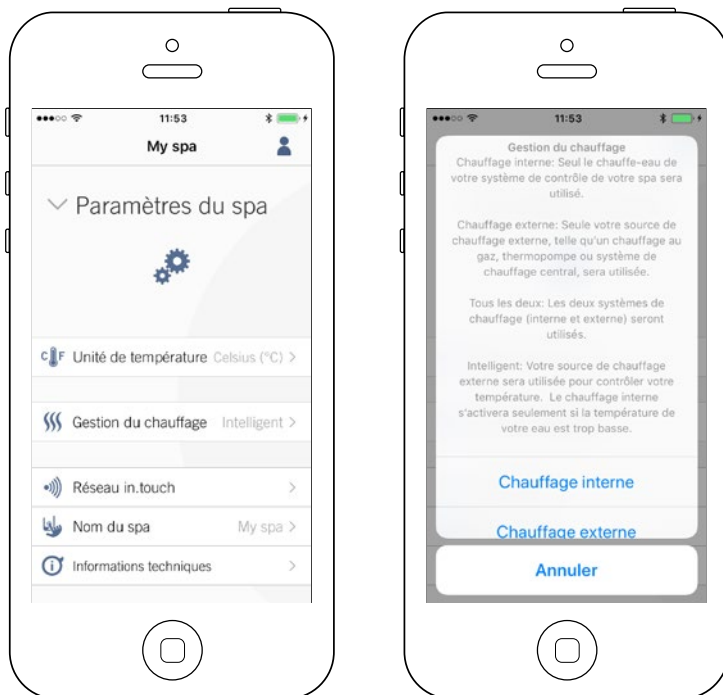 11:53
My spa
Paramètres du spa
C F Unité de température Celsius (°C) >
Gestion du chauffage Intelligent >
Réseau in.touch >
Nom du spa My spa >
Informations techniques >
11:53
Gestion du chauffage
Chauffage interne: Seul le chauffe-eau de
votre système de contrôle de votre spa sera
utilisé.
Chauffage externe: Seule votre source de
chauffage externe, telle qu'un chauffage au
gaz, thermopompe ou système de
chauffage central, sera utilisée.
Tous les deux: Les deux systèmes de
chauffage (interne et externe) seront
utilisés.
Intelligent: Votre source de chauffage
externe sera utilisée pour contrôler votre
température. Le chauffage interne
s'activera seulement si la température de
votre eau est trop basse.
Chauffage interne
Chauffage externe
Annuler